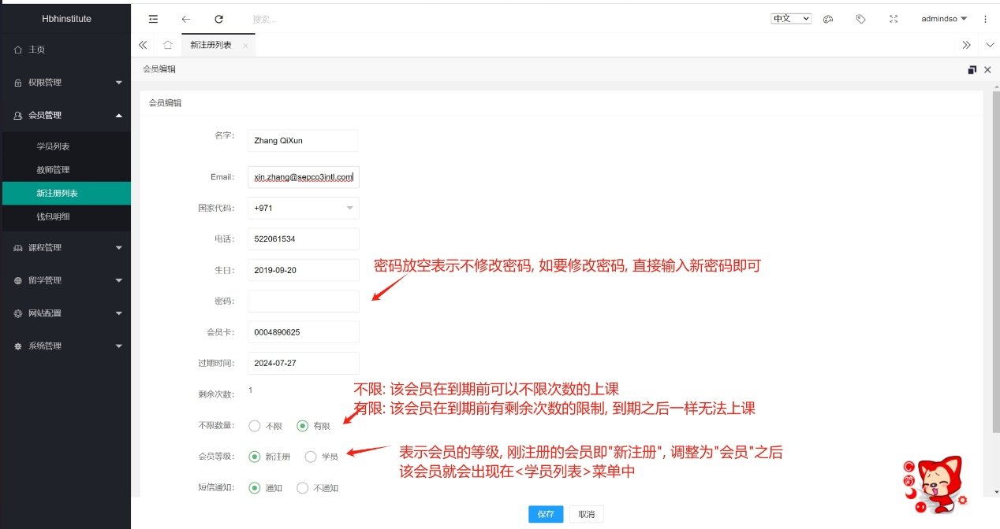 Hbhinstitute
搜索...
中文
admindso
主页
权限管理
会员管理
学员列表
教师管理
新注册列表
钱包明细
课程管理
留学管理
网站配置
系统管理
新注册列表
会员编辑
会员编辑
名字: Zhang QiXun
Email: xin.zhang@sepco3intl.com
国家代码: +971
电话: 522061534
生日: 2019-09-20
密码放空表示不修改密码, 如要修改密码, 直接输入新密码即可
密码:
会员卡: 0004890625
过期时间: 2024-07-27
剩余次数: 1
不限: 该会员在到期前可以不限次数的上课
有限: 该会员在到期前有剩余次数的限制, 到期之后一样无法上课
不限数量: 不限 有限
会员等级: 新注册 学员
表示会员的等级, 刚注册的会员即"新注册", 调整为"会员"之后
该会员就会出现在<学员列表>菜单中
短信通知: 通知 不通知
保存 取消